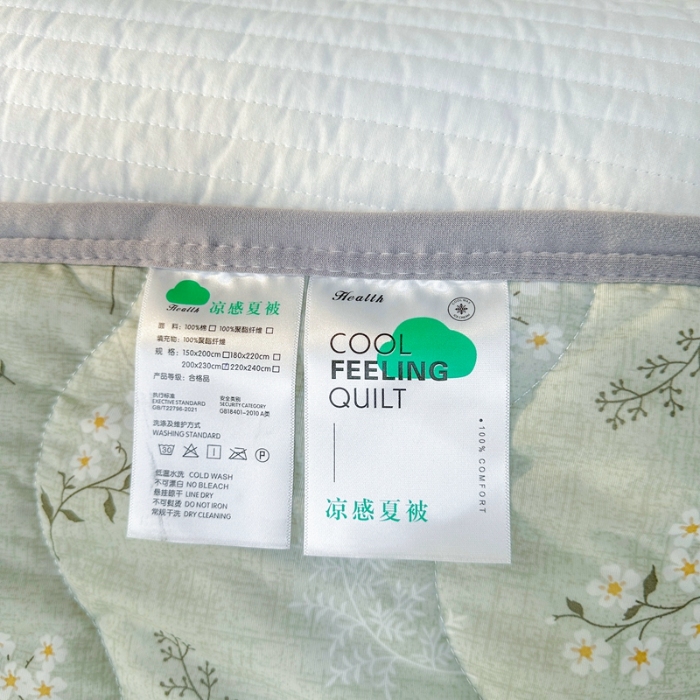 Health 凉感夏被
面 料：100%棉□ 100%聚酯纤维□
填充物：100%聚酯纤维
规 格：150x200cm□180x220cm□
200x230cm☑220x240cm□
产品等级：合格品
执行标准
EXECTIVE STANDARD
GB/T22796-2021
安全类别
SECURITY CATEGORY
GB18401-2010 A类
洗涤及维护方式
WASHING STANDARD
30 P
低温水洗 COLD WASH
不可漂白 NO BLEACH
悬挂晾干 LINE DRY
不可熨烫 DO NOT IRON
常规干洗 DRY CLEANING
Health
COOL
FEELING
QUILT
•100% COMFORT
凉感夏被